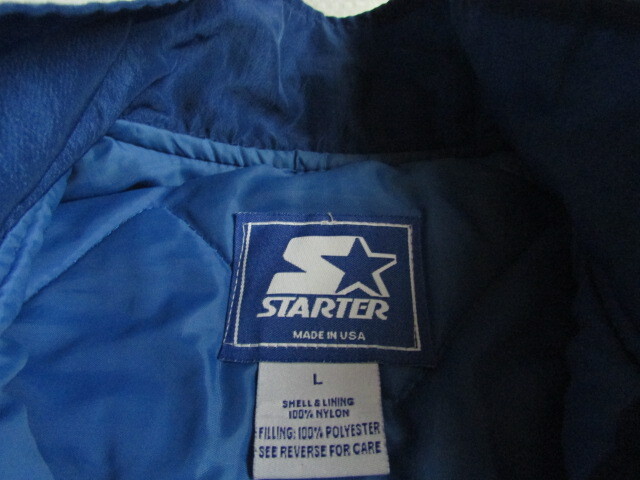 STARTER
MADE IN USA
L
SHELL & LINING
100% NYLON
FILLING: 100% POLYESTER
SEE REVERSE FOR CARE